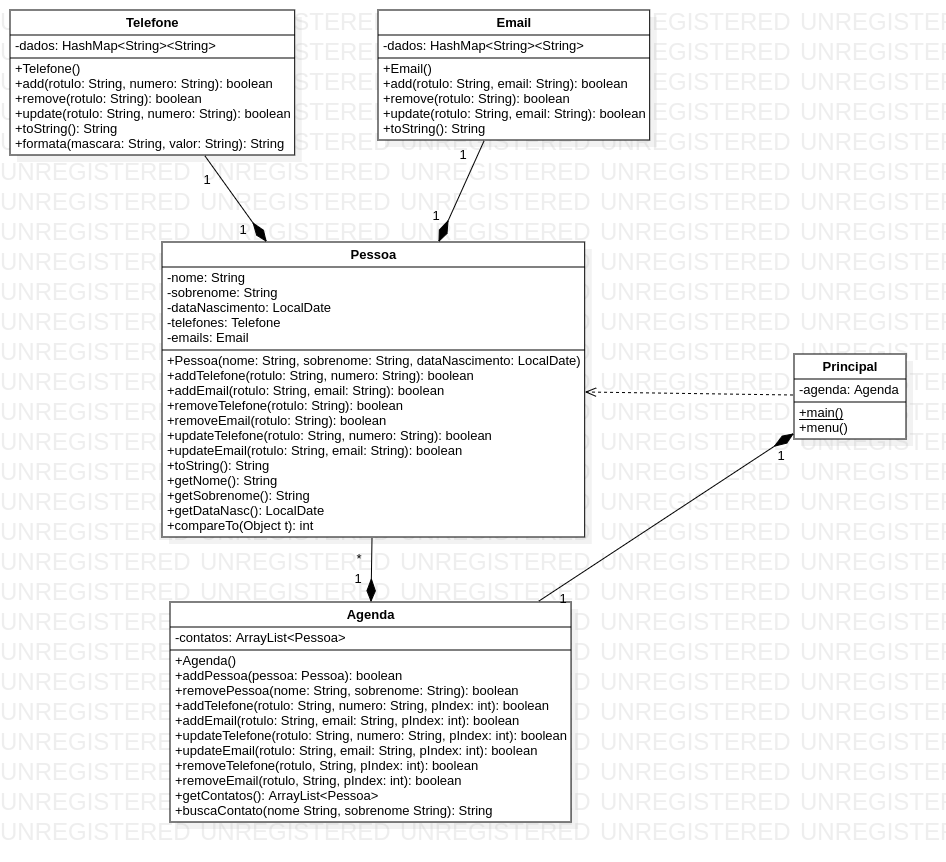 Telefone
-dados: HashMap<String><String>
+Telefone()
+add(rotulo: String, numero: String): boolean
+remove(rotulo: String): boolean
+update(rotulo: String, numero: String): boolean
+toString(): String
+formata(mascara: String, valor: String): String
Email
-dados: HashMap<String><String>
+Email()
+add(rotulo: String, email: String): boolean
+remove(rotulo: String): boolean
+update(rotulo: String, email: String): boolean
+toString(): String
1
1
1
1
Pessoa
-nome: String
-sobrenome: String
-dataNascimento: LocalDate
-telefones: Telefone
-emails: Email
+Pessoa(nome: String, sobrenome: String, dataNascimento: LocalDate)
+addTelefone(rotulo: String, numero: String): boolean
+addEmail(rotulo: String, email: String): boolean
+removeTelefone(rotulo: String): boolean
+removeEmail(rotulo: String): boolean
+updateTelefone(rotulo: String, numero: String): boolean
+updateEmail(rotulo: String, email: String): boolean
+toString(): String
+getNome(): String
+getSobrenome(): String
+getDataNasc(): LocalDate
+compareTo(Object t): int
Principal
-agenda: Agenda
+main()
+menu()
1
*
1
1
Agenda
-contatos: ArrayList<Pessoa>
+Agenda()
+addPessoa(pessoa: Pessoa): boolean
+removePessoa(nome: String, sobrenome: String): boolean
+addTelefone(rotulo: String, numero: String, pIndex: int): boolean
+addEmail(rotulo: String, email: String, pIndex: int): boolean
+updateTelefone(rotulo: String, numero: String, pIndex: int): boolean
+updateEmail(rotulo: String, email: String, pIndex: int): boolean
+removeTelefone(rotulo, String, pIndex: int): boolean
+removeEmail(rotulo, String, pIndex: int): boolean
+getContatos(): ArrayList<Pessoa>
+buscaContato(nome String, sobrenome String): String
UNREGISTERED